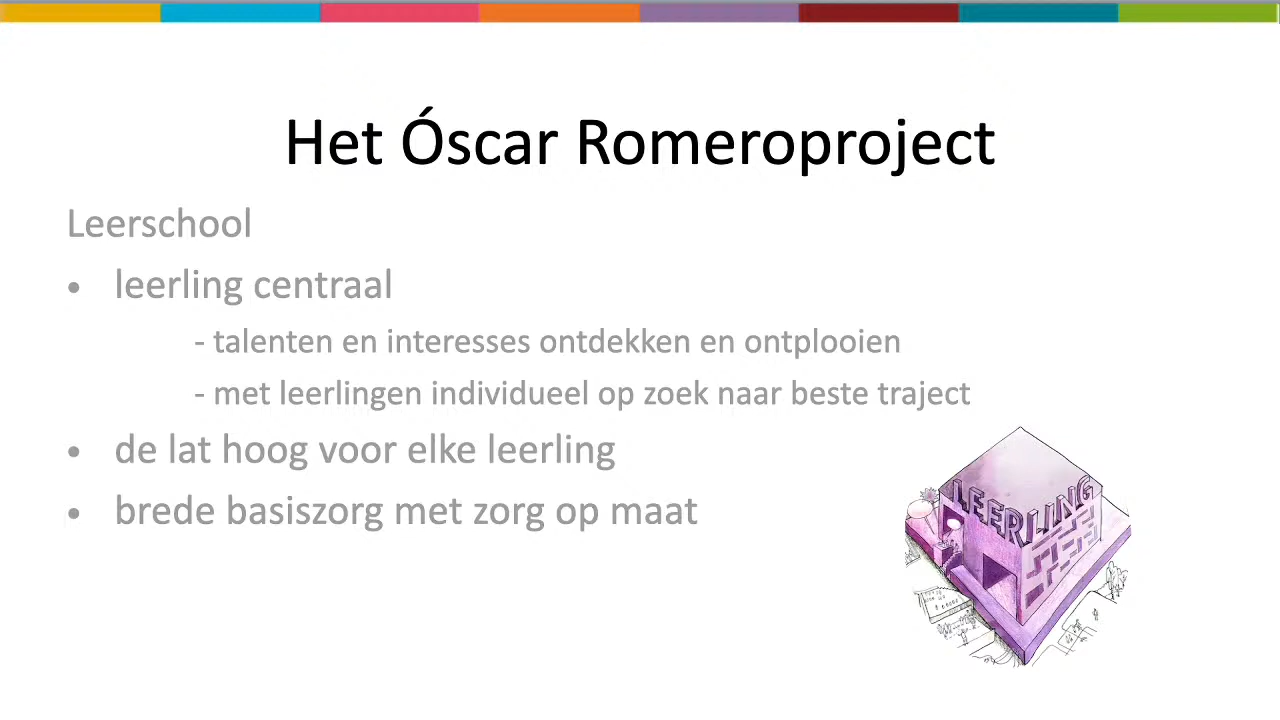 Het Óscar Romeroproject
Leerschool
• leerling centraal
- talenten en interesses ontdekken en ontplooien
- met leerlingen individueel op zoek naar beste traject
• de lat hoog voor elke leerling
• brede basiszorg met zorg op maat
LEERLING